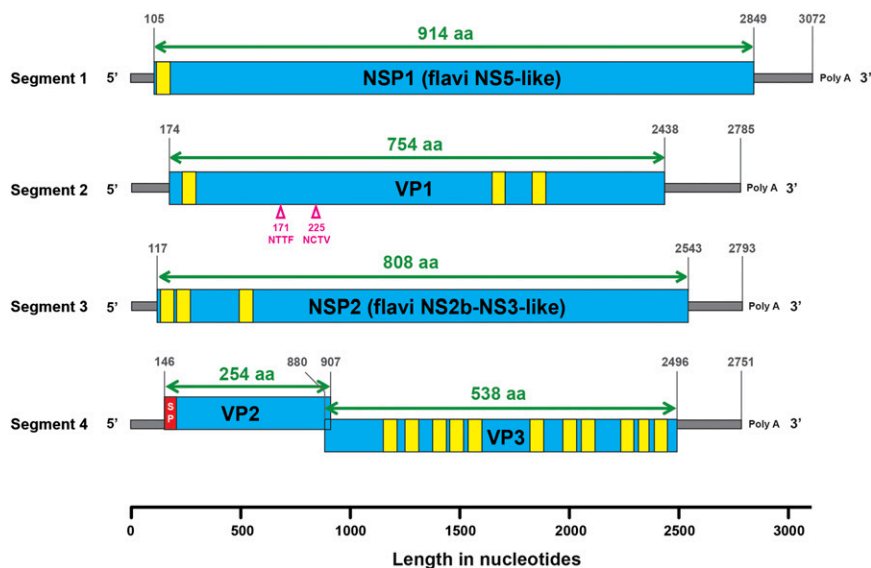 105 2849 3072
914 aa
Segment 1 5’ NSP1 (flavi NS5-like) Poly A 3’
174 2438 2785
754 aa
Segment 2 5’ VP1 Poly A 3’
171 225
NTTF NCTV
117 2543 2793
808 aa
Segment 3 5’ NSP2 (flavi NS2b-NS3-like) Poly A 3’
146 880 907 2496 2751
254 aa 538 aa
Segment 4 5’ SP VP2 VP3 Poly A 3’
0 500 1000 1500 2000 2500 3000
Length in nucleotides